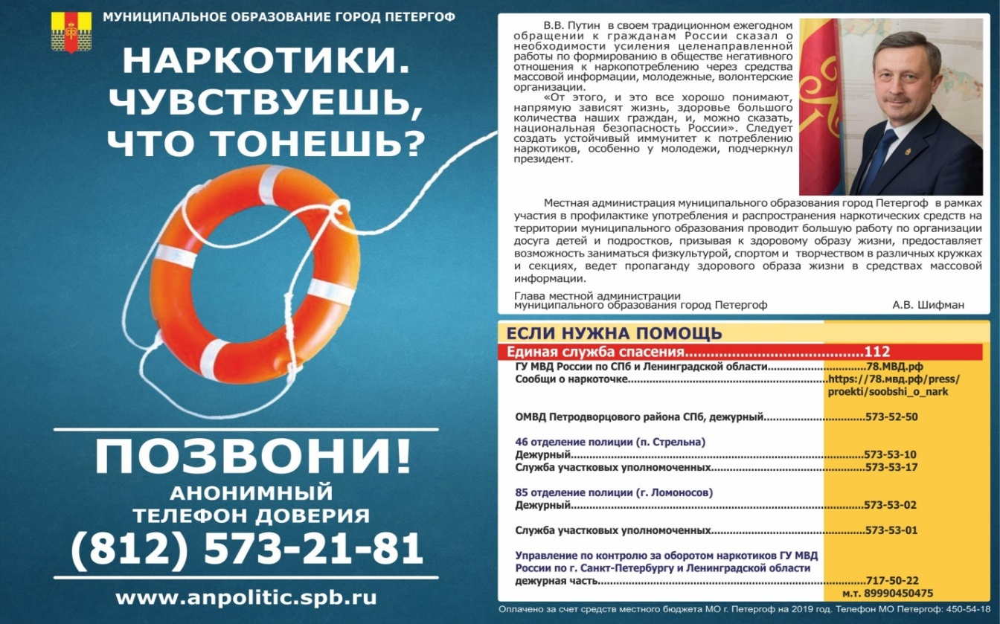 МУНИЦИПАЛЬНОЕ ОБРАЗОВАНИЕ ГОРОД ПЕТЕРГОФ
НАРКОТИКИ.
ЧУВСТВУЕШЬ,
ЧТО ТОНЕШЬ?
ПОЗВОНИ!
АНОНИМНЫЙ
ТЕЛЕФОН ДОВЕРИЯ
(812) 573-21-81
www.anpolitic.spb.ru
В.В. Путин в своем традиционном ежегодном
обращении к гражданам России сказал о
необходимости усиления целенаправленной
работы по формированию в обществе негативного
отношения к наркопотреблению через средства
массовой информации, молодежные, волонтерские
организации.
«От этого, и это все хорошо понимают,
напрямую зависят жизнь, здоровье большого
количества наших граждан, и, можно сказать,
национальная безопасность России». Следует
создать устойчивый иммунитет к потреблению
наркотиков, особенно у молодежи, подчеркнул
президент.
Местная администрация муниципального образования город Петергоф в рамках
участия в профилактике употребления и распространения наркотических средств на
территории муниципального образования проводит большую работу по организации
досуга детей и подростков, призывая к здоровому образу жизни, предоставляет
возможность заниматься физкультурой, спортом и творчеством в различных кружках
и секциях, ведет пропаганду здорового образа жизни в средствах массовой
информации.
Глава местной администрации
муниципального образования город Петергоф А.В. Шифман
ЕСЛИ НУЖНА ПОМОЩЬ
Единая служба спасения........................................112
ГУ МВД России по СПб и Ленинградской области..............................78.МВД.рф
Сообщи о наркоточке............................................................https://78.мвд.рф/press/
proekti/soobshi_o_nark
ОМВД Петродворцового района СПб, дежурный...............................573-52-50
46 отделение полиции (п. Стрельна)
Дежурный........................................................................................573-53-10
Служба участковых уполномоченных..............................................573-53-17
85 отделение полиции (г. Ломоносов)
Дежурный........................................................................................573-53-02
Служба участковых уполномоченных..............................................573-53-01
Управление по контролю за оборотом наркотиков ГУ МВД
России по г. Санкт-Петербургу и Ленинградской области
дежурная часть................................................................................717-50-22
м.т. 89990450475
Оплачено за счет средств местного бюджета МО г. Петергоф на 2019 год. Телефон МО Петергоф: 450-54-18